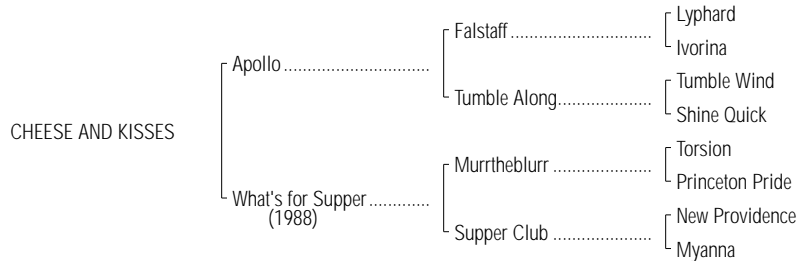 Lyphard
Falstaff ..............................
Ivorina
Apollo ...............................
Tumble Wind
Tumble Along....................
Shine Quick
CHEESE AND KISSES
Torsion
Murrtheblurr .....................
Princeton Pride
What's for Supper.............
(1988)
New Providence
Supper Club .....................
Myanna